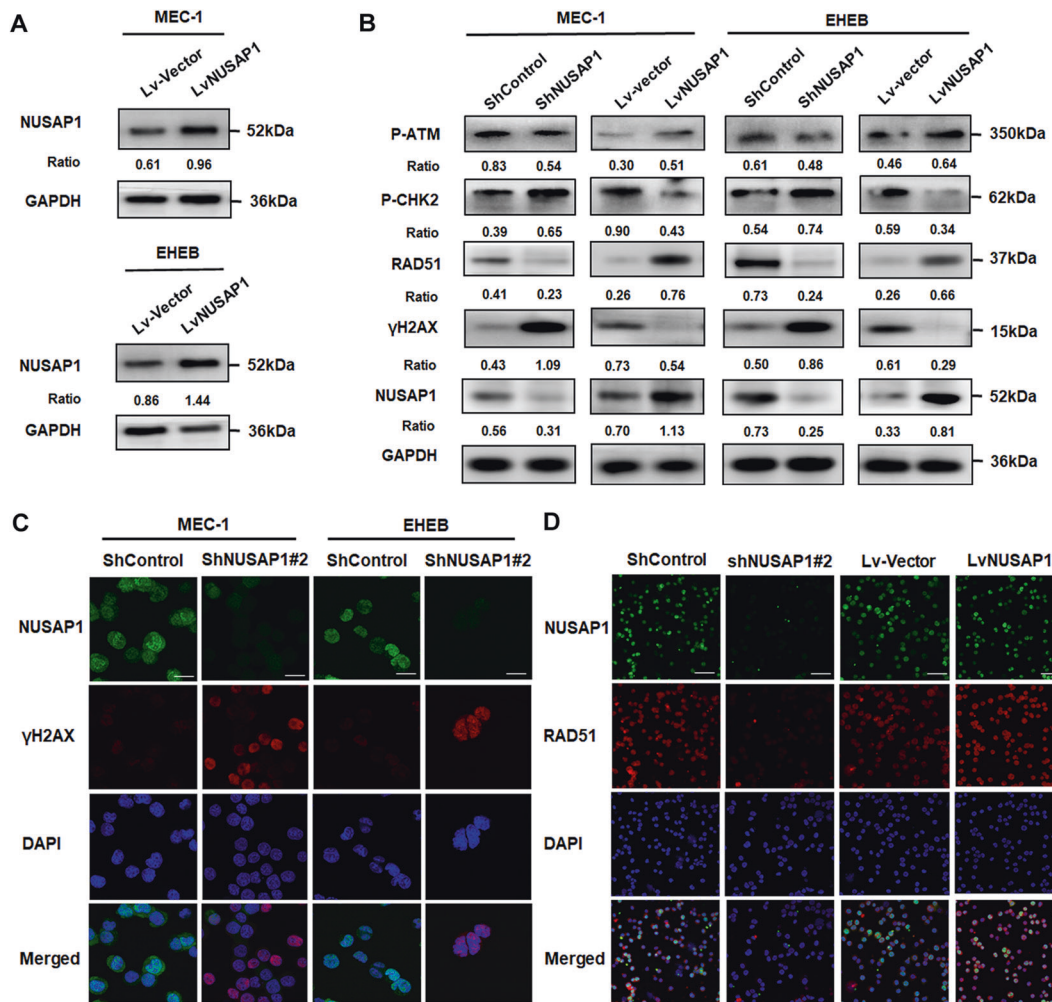 A
MEC-1
Lv-Vector LvNUSAP1
NUSAP1 52kDa
Ratio 0.61 0.96
GAPDH 36kDa
EHEB
Lv-Vector LvNUSAP1
NUSAP1 52kDa
Ratio 0.86 1.44
GAPDH 36kDa
B
MEC-1 EHEB
ShControl ShNUSAP1 Lv-vector LvNUSAP1 ShControl ShNUSAP1 Lv-vector LvNUSAP1
P-ATM 350kDa
Ratio 0.83 0.54 0.30 0.51 0.61 0.48 0.46 0.64
P-CHK2 62kDa
Ratio 0.39 0.65 0.90 0.43 0.54 0.74 0.59 0.34
RAD51 37kDa
Ratio 0.41 0.23 0.26 0.76 0.73 0.24 0.26 0.66
γH2AX 15kDa
Ratio 0.43 1.09 0.73 0.54 0.50 0.86 0.61 0.29
NUSAP1 52kDa
Ratio 0.56 0.31 0.70 1.13 0.73 0.25 0.33 0.81
GAPDH 36kDa
C
MEC-1 EHEB
ShControl ShNUSAP1#2 ShControl ShNUSAP1#2
NUSAP1
γH2AX
DAPI
Merged
D
ShControl shNUSAP1#2 Lv-Vector LvNUSAP1
NUSAP1
RAD51
DAPI
Merged